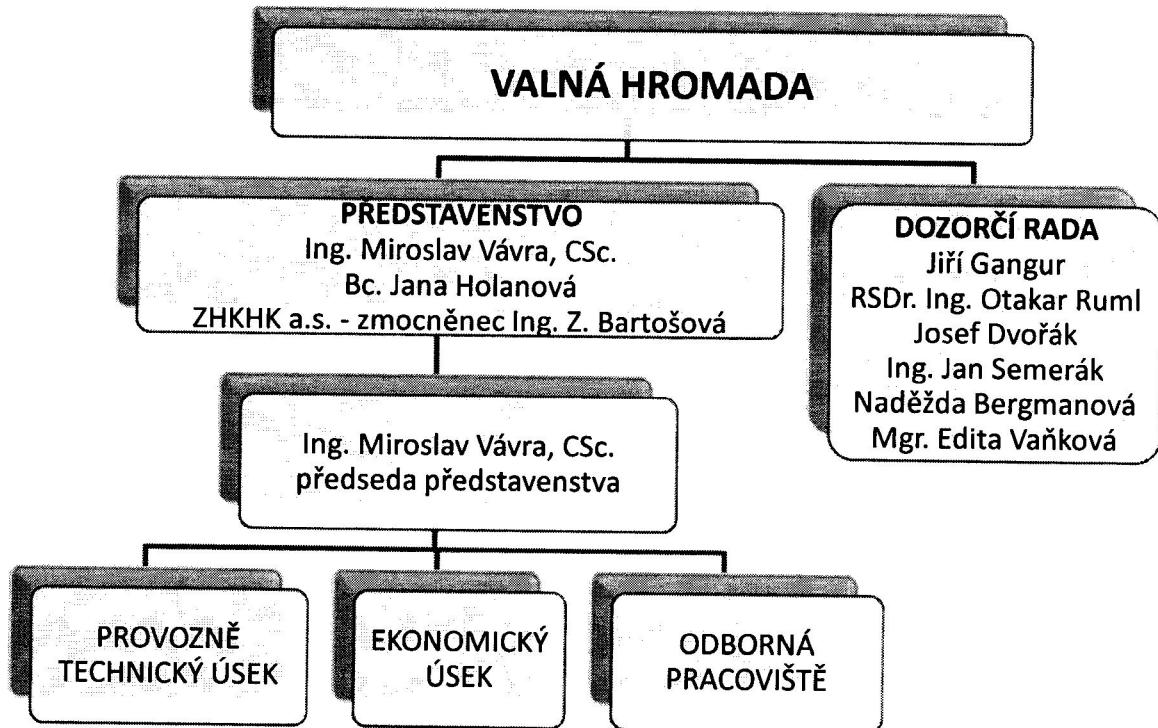 VALNÁ HROMADA
PŘEDSTAVENSTVO
Ing. Miroslav Vávra, CSc.
Bc. Jana Holanová
ZHKHK a.s. - zmocněnec Ing. Z. Bartošová
DOZORČÍ RADA
Jiří Gangur
RSDr. Ing. Otakar Ruml
Josef Dvořák
Ing. Jan Semerák
Naděžda Bergmanová
Mgr. Edita Vaňková
Ing. Miroslav Vávra, CSc.
předseda představenstva
PROVOZNĚ
TECHNICKÝ ÚSEK
EKONOMICKÝ
ÚSEK
ODBORNÁ
PRACOVIŠTĚ